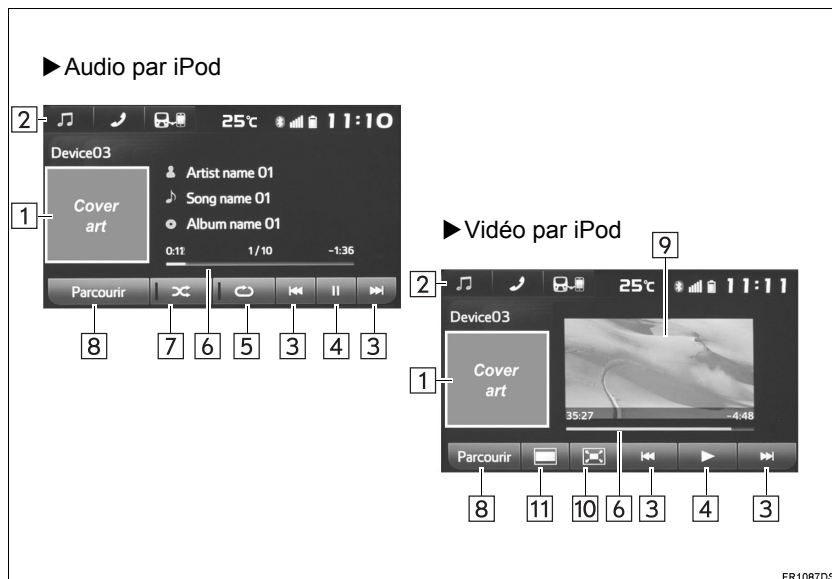 ▶Audio par iPod
2
25℃ 11:10
Device03
1
Cover
art
Artist name 01
Song name 01
Album name 01
0:11 1/10 -1:36
Parcourir
8 7 6 5 3 4 3
▶Vidéo par iPod
9
2
25℃ 11:11
Device03
1
Cover
art
35:27 -4:48
Parcourir
8 11 10 6 3 4 3
FR1087DS